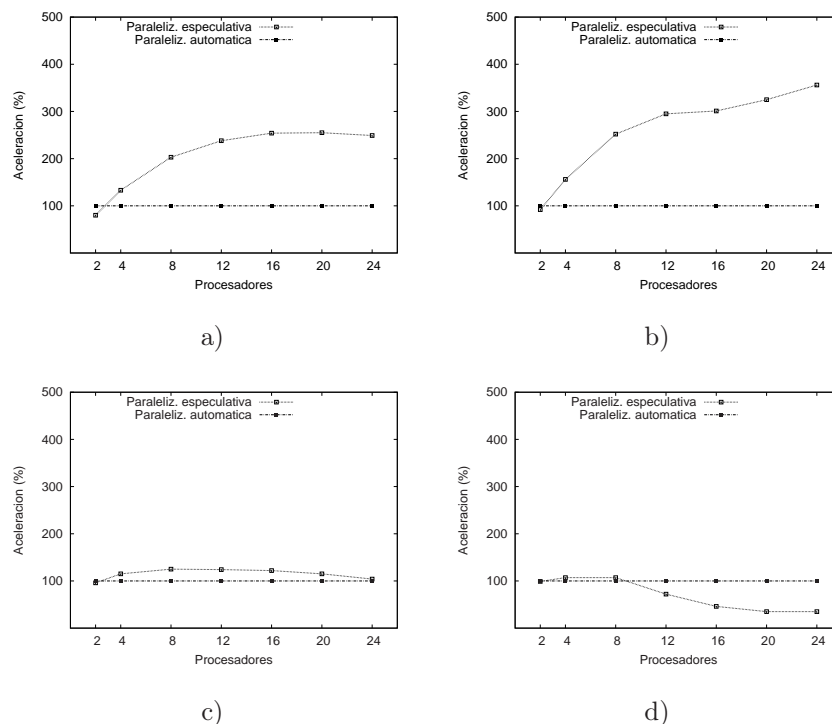 500
400
300
200
100
Aceleracion (%)
Paraleliz. especulativa
Paraleliz. automatica
2 4 8 12 16 20 24
Procesadores
a)
500
400
300
200
100
Aceleracion (%)
Paraleliz. especulativa
Paraleliz. automatica
2 4 8 12 16 20 24
Procesadores
b)
500
400
300
200
100
Aceleracion (%)
Paraleliz. especulativa
Paraleliz. automatica
2 4 8 12 16 20 24
Procesadores
c)
500
400
300
200
100
Aceleracion (%)
Paraleliz. especulativa
Paraleliz. automatica
2 4 8 12 16 20 24
Procesadores
d)